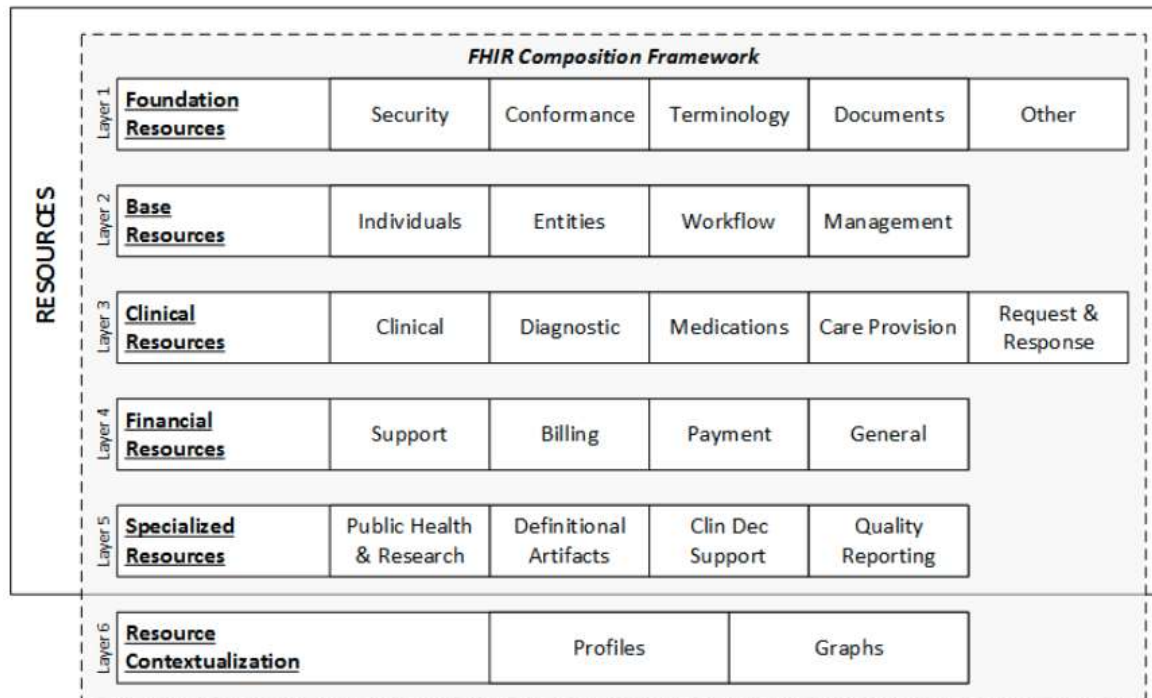 FHIR Composition Framework
RESOURCES
Layer 1
Foundation
Resources
Security
Conformance
Terminology
Documents
Other
Layer 2
Base
Resources
Individuals
Entities
Workflow
Management
Layer 3
Clinical
Resources
Clinical
Diagnostic
Medications
Care Provision
Request &
Response
Layer 4
Financial
Resources
Support
Billing
Payment
General
Layer 5
Specialized
Resources
Public Health
& Research
Definitional
Artifacts
Clin Dec
Support
Quality
Reporting
Layer 6
Resource
Contextualization
Profiles
Graphs